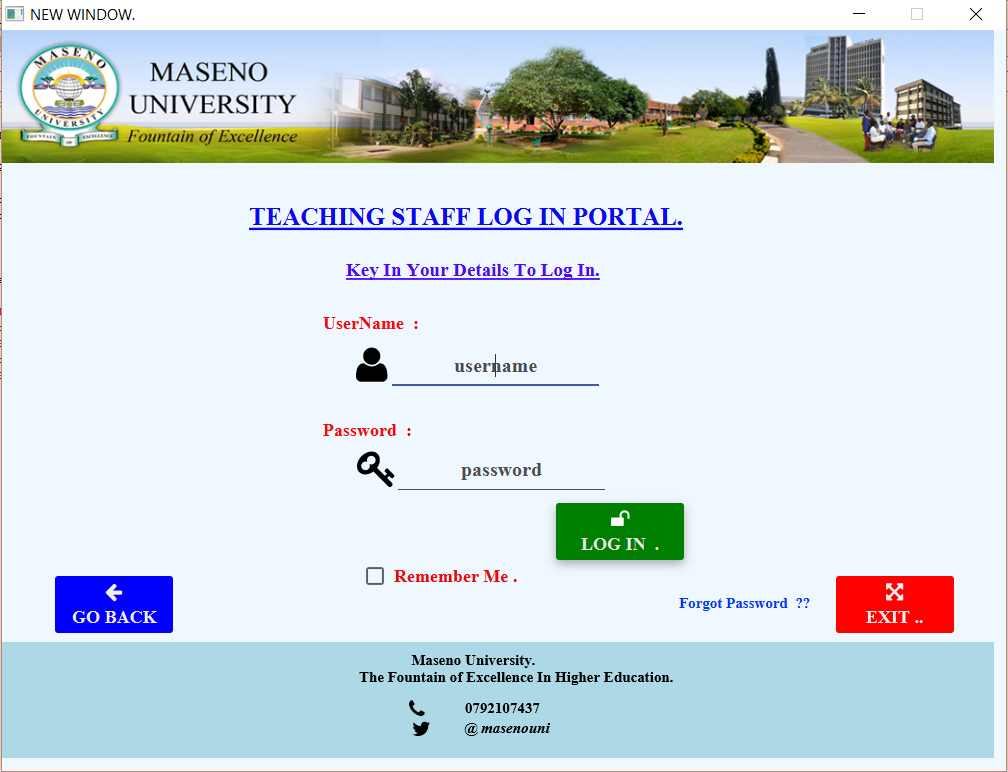 NEW WINDOW.
MASENO
UNIVERSITY
FOUNTAIN OF EXCELLENCE
MASENO
UNIVERSITY
Fountain of Excellence
TEACHING STAFF LOG IN PORTAL.
Key In Your Details To Log In.
UserName :
username
Password :
password
LOG IN .
Remember Me .
GO BACK
Forgot Password ??
EXIT ..
Maseno University.
The Fountain of Excellence In Higher Education.
0792107437
@ masenouni